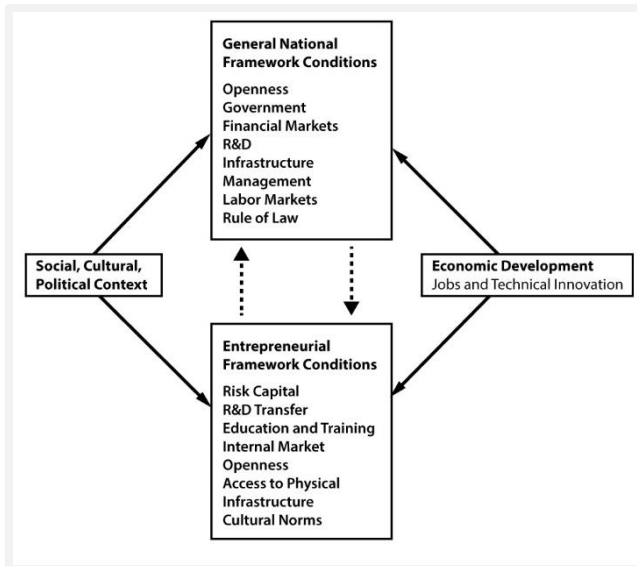 General National
Framework Conditions
Openness
Government
Financial Markets
R&D
Infrastructure
Management
Labor Markets
Rule of Law
Social, Cultural,
Political Context
Economic Development
Jobs and Technical Innovation
Entrepreneurial
Framework Conditions
Risk Capital
R&D Transfer
Education and Training
Internal Market
Openness
Access to Physical
Infrastructure
Cultural Norms